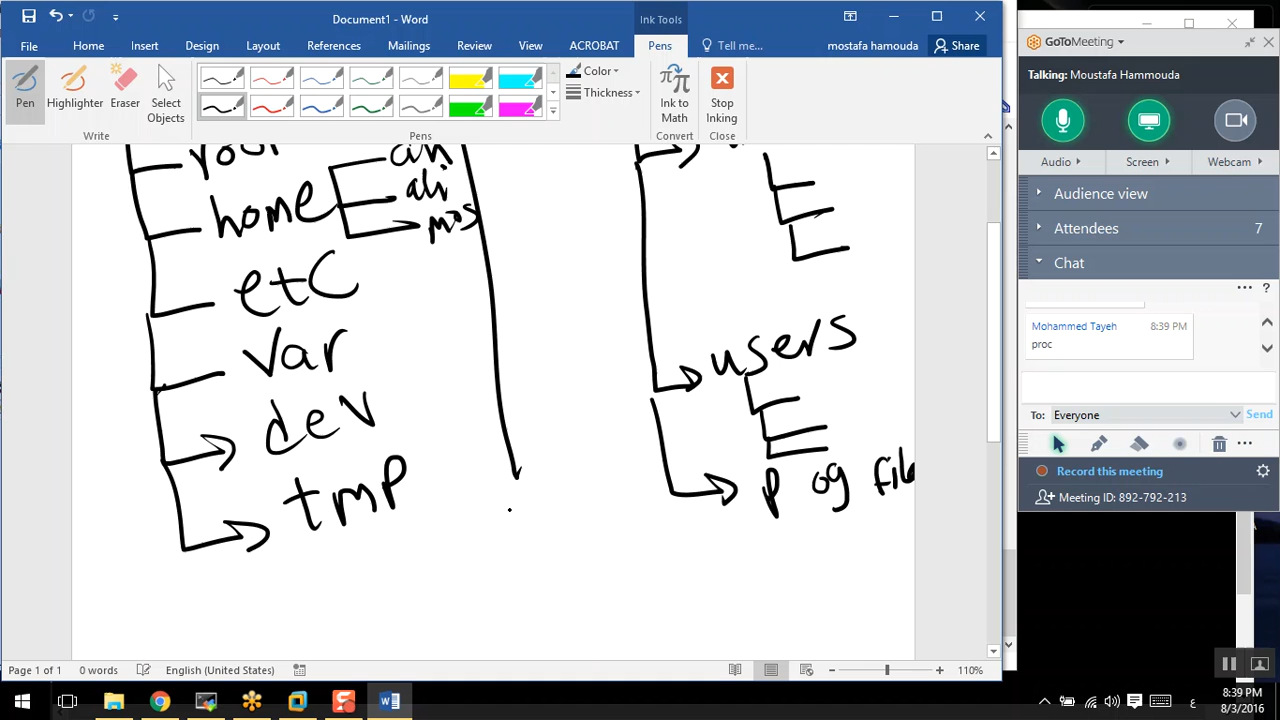 Document1 - Word
Ink Tools
File
Home
Insert
Design
Layout
References
Mailings
Review
View
ACROBAT
Pens
Tell me...
mostafa hamouda
Share
Pen
Highlighter
Eraser
Select Objects
Color
Thickness
Ink to Math
Stop Inking
Write
Pens
Convert
Close
home
ali
mos
etc
var
dev
tmp
users
Page 1 of 1
0 words
English (United States)
110%
GoToMeeting
Talking: Moustafa Hammouda
Audio
Screen
Webcam
Audience view
Attendees
7
Chat
Mohammed Tayeh
8:39 PM
proc
To:
Everyone
Send
Record this meeting
Meeting ID: 892-792-213
ع
8:39 PM
8/3/2016